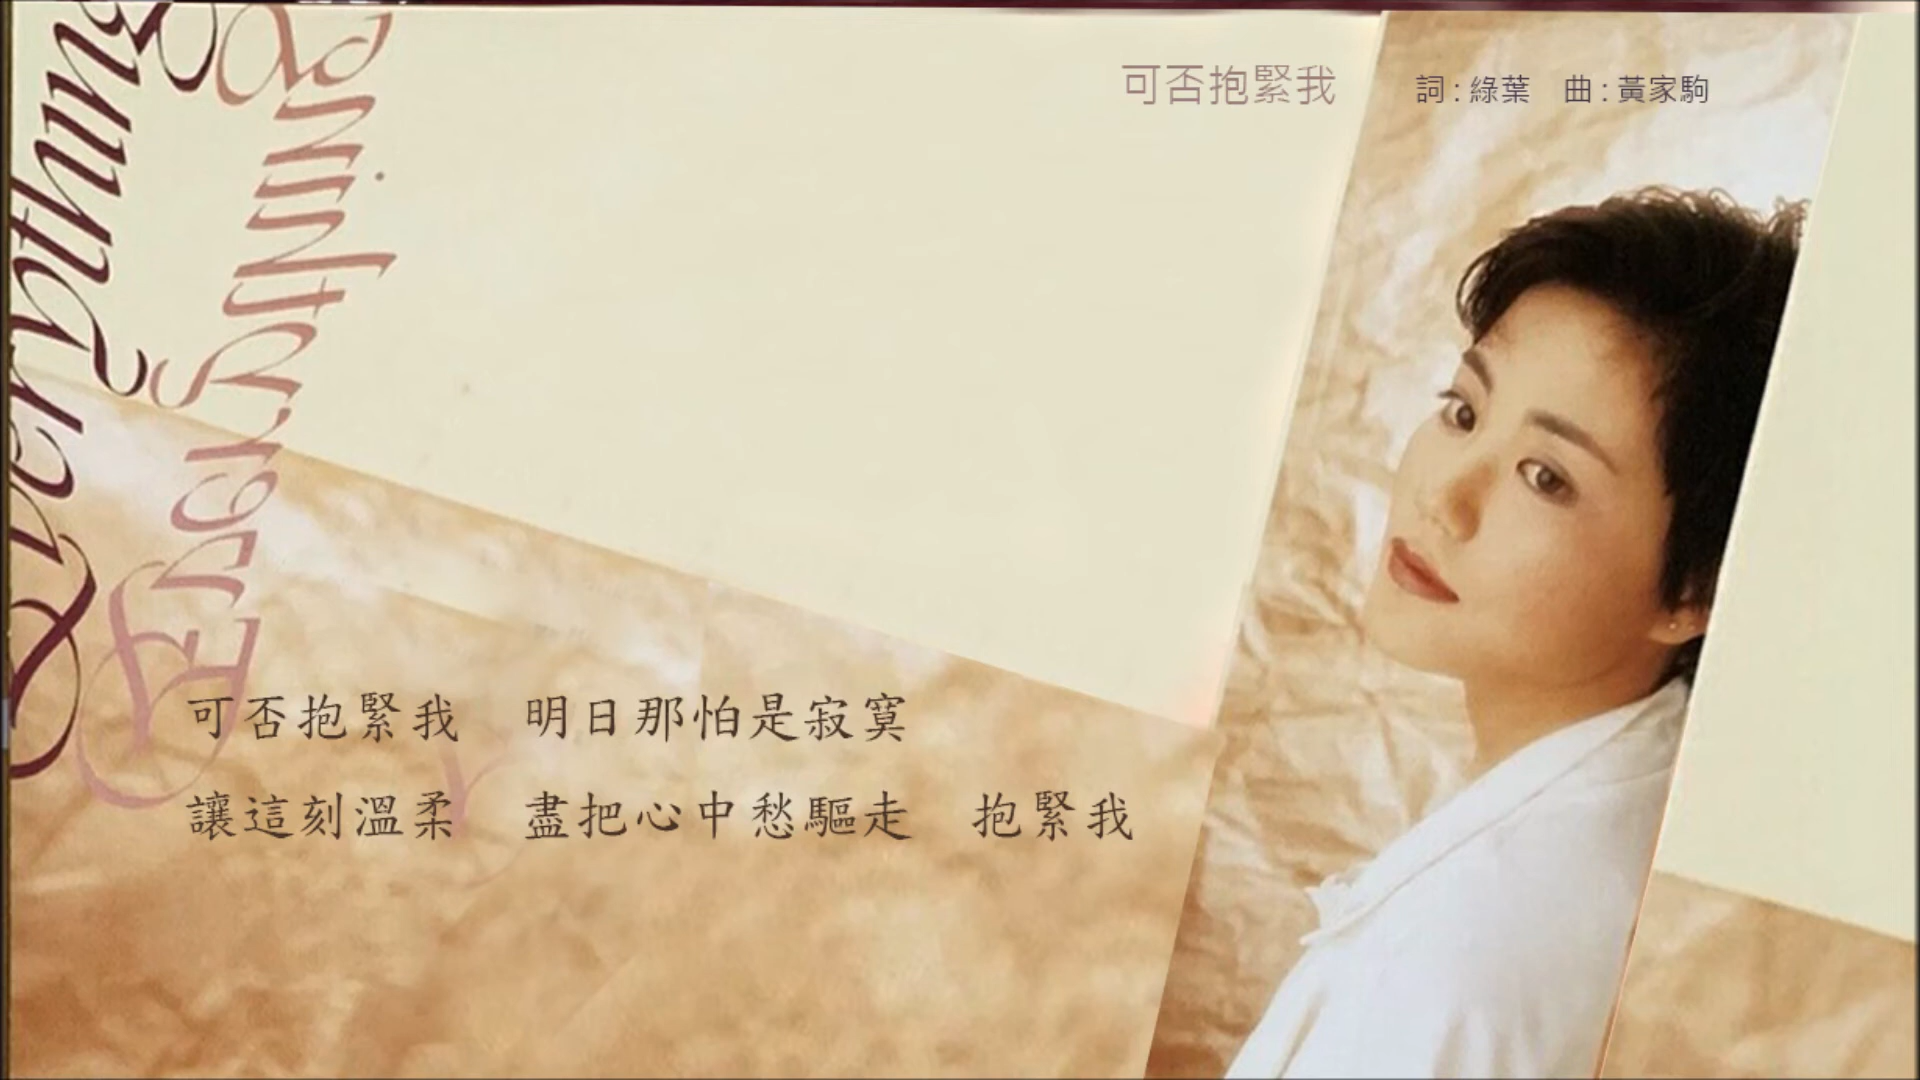 Everything
Everything
可否抱緊我 詞 : 綠葉 曲 : 黃家駒
可否抱緊我 明日那怕是寂寞
讓這刻溫柔 盡把心中愁驅走 抱緊我